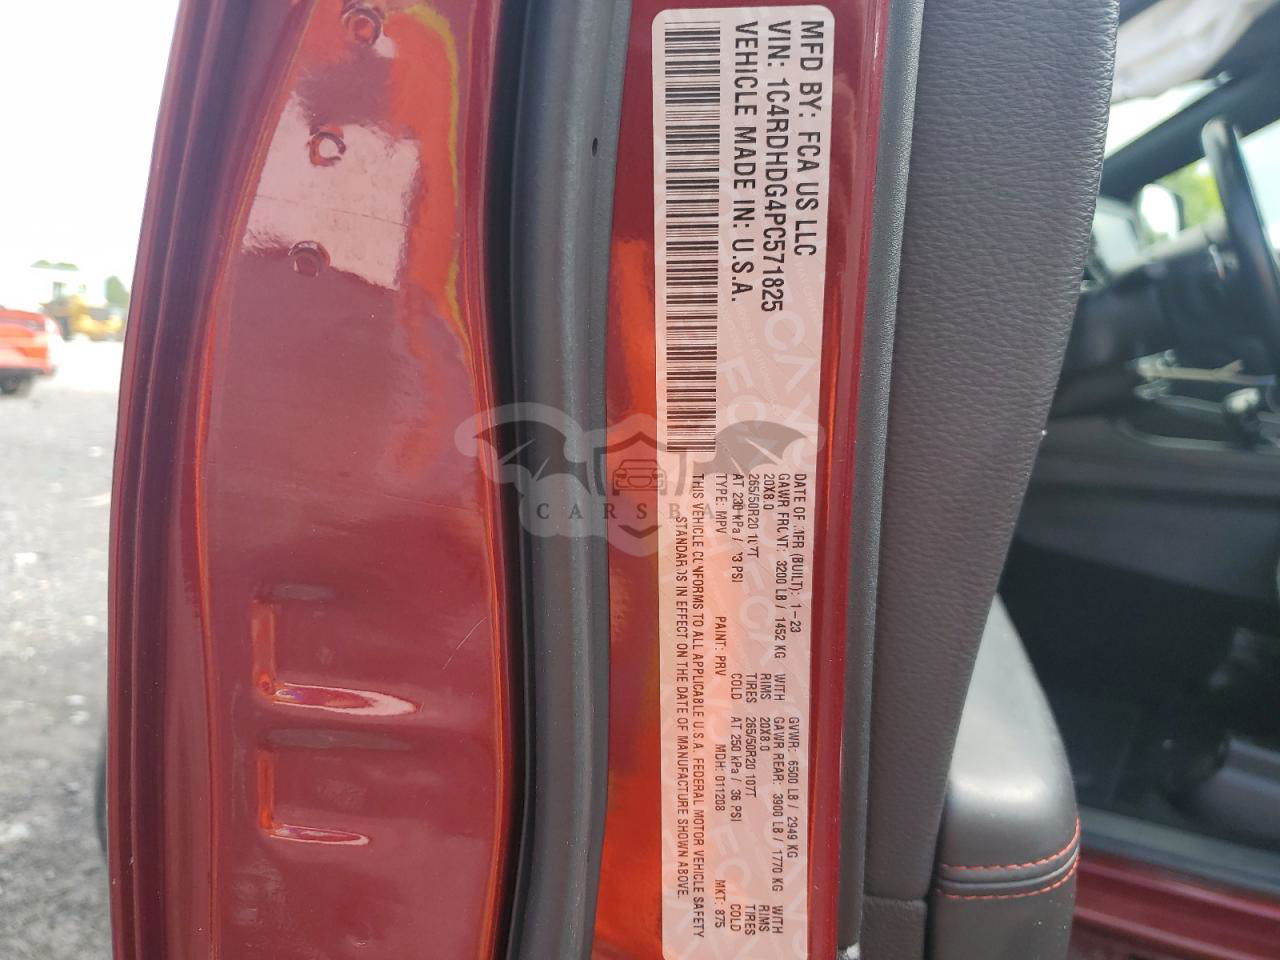 MFD BY: FCA US LLC
VIN: 1C4RDHDG4PC571825
VEHICLE MADE IN: U.S.A.
DATE OF MFR (BUILT): 1-23 GVWR: 6500 LB / 2949 KG
GAWR FRONT: 3200 LB / 1452 KG WITH GAWR REAR: 3900 LB / 1770 KG WITH
20X8.0 RIMS 20X8.0 RIMS
265/50R20 107T TIRES 265/50R20 107T TIRES
AT 230 kPa / 33 PSI COLD AT 250 kPa / 36 PSI COLD
TYPE: MPV PAINT: PRV MDH: 011208 MKT: 875
THIS VEHICLE CONFORMS TO ALL APPLICABLE U.S.A. FEDERAL MOTOR VEHICLE SAFETY
STANDARDS IN EFFECT ON THE DATE OF MANUFACTURE SHOWN ABOVE.